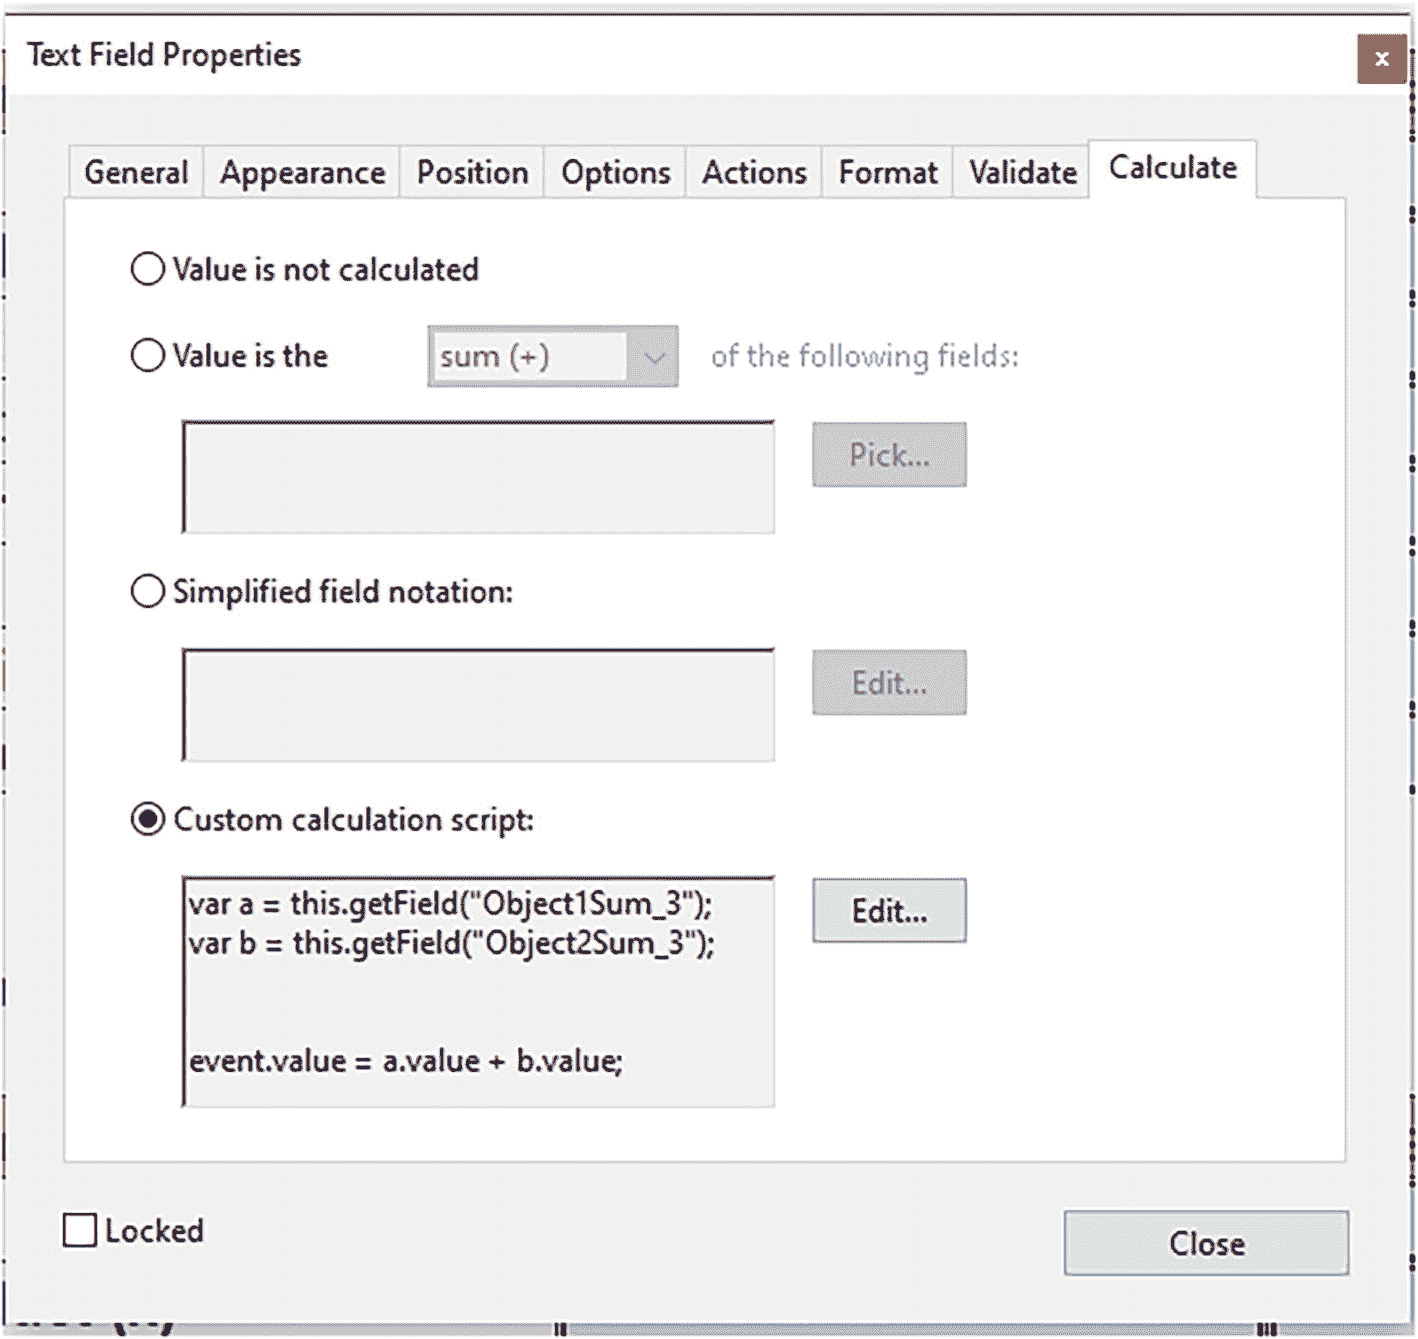 Text Field Properties
x
General Appearance Position Options Actions Format Validate Calculate
Value is not calculated
Value is the sum (+) of the following fields:
Pick...
Simplified field notation:
Edit...
Custom calculation script:
var a = this.getField("Object1Sum_3");
var b = this.getField("Object2Sum_3");
Edit...
event.value = a.value + b.value;
Locked
Close